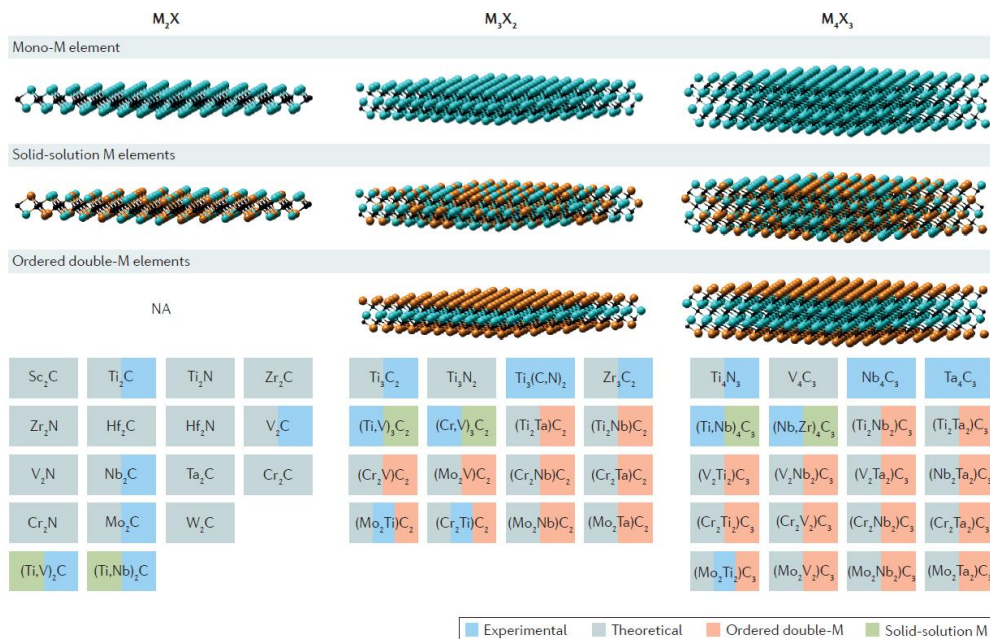 M₂X M₃X₂ M₄X₃
Mono-M element
Solid-solution M elements
Ordered double-M elements
NA
Sc₂C Ti₂C Ti₂N Zr₂C Ti₃C₂ Ti₃N₂ Ti₃(C,N)₂ Zr₃C₂ Ti₄N₃ V₄C₃ Nb₄C₃ Ta₄C₃
Zr₂N Hf₂C Hf₂N V₂C (Ti,V)₃C₂ (Cr,V)₃C₂ (Ti₂Ta)C₂ (Ti₂Nb)C₂ (Ti,Nb)₄C₃ (Nb,Zr)₄C₃ (Ti₂Nb₂)C₃ (Ti₂Ta₂)C₃
V₂N Nb₂C Ta₂C Cr₂C (Cr₂V)C₂ (Mo₂V)C₂ (Cr₂Nb)C₂ (Cr₂Ta)C₂ (V₂Ti₂)C₃ (V₂Nb₂)C₃ (V₂Ta₂)C₃ (Nb₂Ta₂)C₃
Cr₂N Mo₂C W₂C (Mo₂Ti)C₂ (Cr₂Ti)C₂ (Mo₂Nb)C₂ (Mo₂Ta)C₂ (Cr₂Ti₂)C₃ (Cr₂V₂)C₃ (Cr₂Nb₂)C₃ (Cr₂Ta₂)C₃
(Ti,V)₂C (Ti,Nb)₂C (Mo₂Ti₂)C₃ (Mo₂V₂)C₃ (Mo₂Nb₂)C₃ (Mo₂Ta₂)C₃
Experimental Theoretical Ordered double-M Solid-solution M